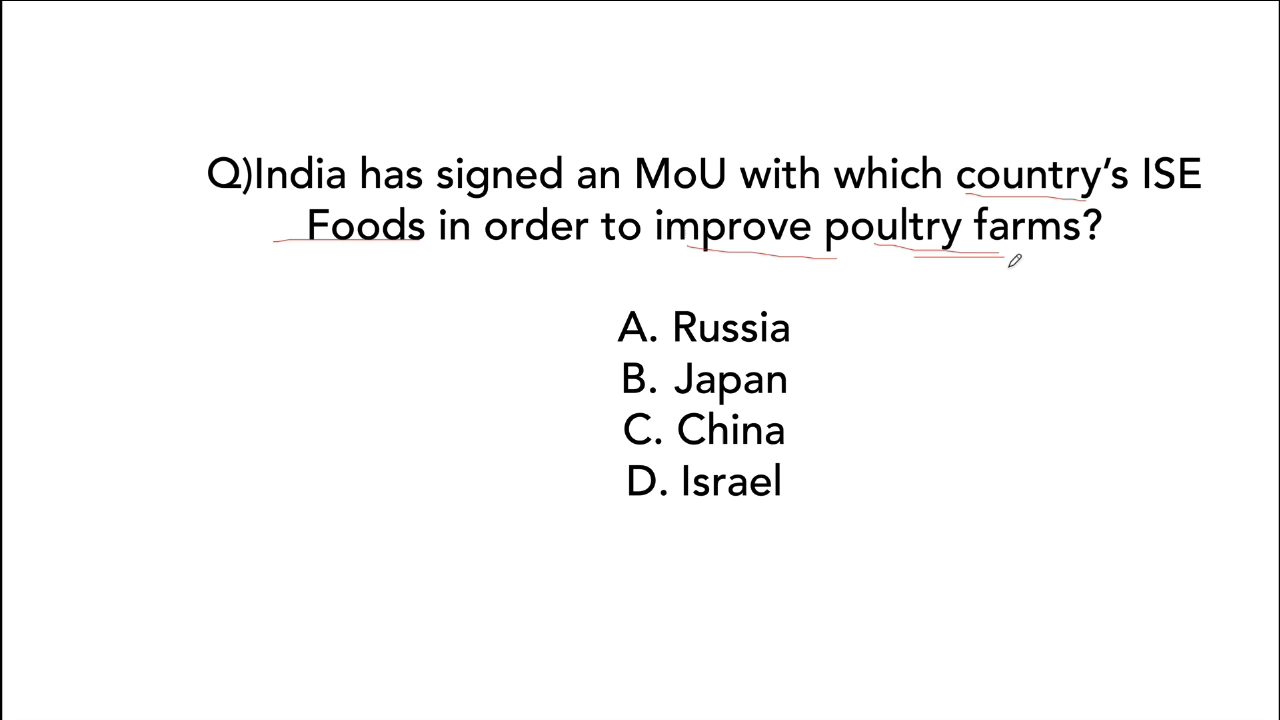 Q)India has signed an MoU with which country’s ISE
Foods in order to improve poultry farms?
A. Russia
B. Japan
C. China
D. Israel